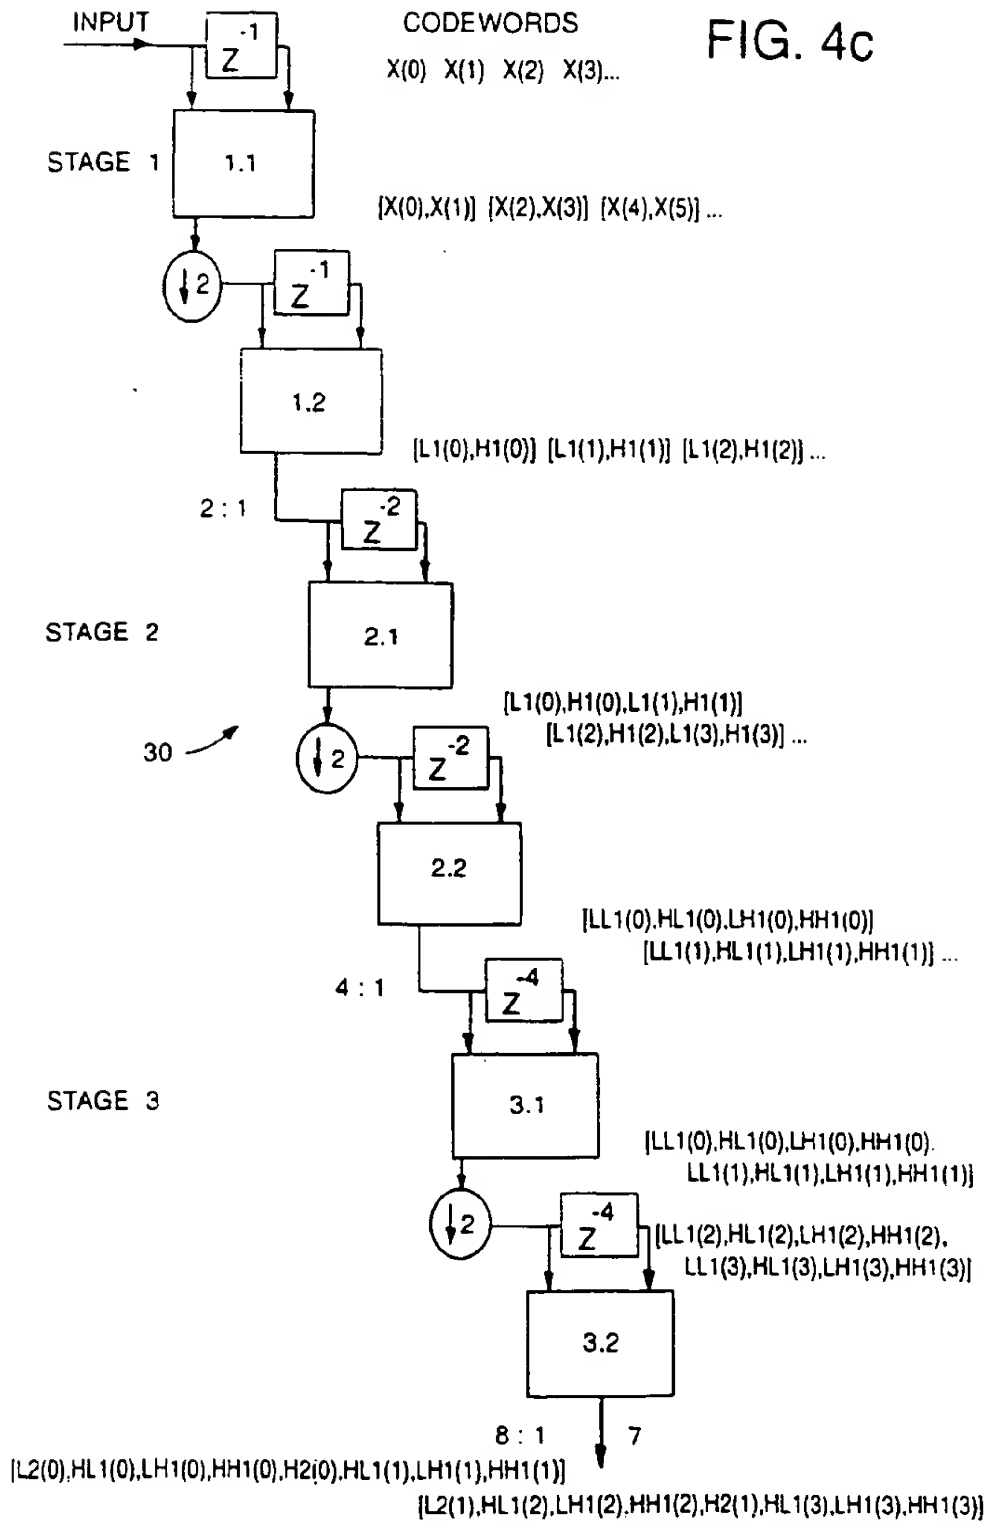 INPUT
Z-1
CODEWORDS
FIG. 4c
X(0) X(1) X(2) X(3)...
STAGE 1
1.1
[X(0),X(1)] [X(2),X(3)] [X(4),X(5)] ...
↓2
Z-1
1.2
[L1(0),H1(0)] [L1(1),H1(1)] [L1(2),H1(2)] ...
2 : 1
Z-2
STAGE 2
2.1
[L1(0),H1(0),L1(1),H1(1)]
[L1(2),H1(2),L1(3),H1(3)] ...
30
↓2
Z-2
2.2
[LL1(0),HL1(0),LH1(0),HH1(0)]
[LL1(1),HL1(1),LH1(1),HH1(1)] ...
4 : 1
Z-4
STAGE 3
3.1
[LL1(0),HL1(0),LH1(0),HH1(0).
LL1(1),HL1(1),LH1(1),HH1(1)]
↓2
Z-4
[LL1(2),HL1(2),LH1(2),HH1(2),
LL1(3),HL1(3),LH1(3),HH1(3)]
3.2
8 : 1
7
[L2(0),HL1(0),LH1(0),HH1(0),H2(0),HL1(1),LH1(1),HH1(1)]
[L2(1),HL1(2),LH1(2),HH1(2),H2(1),HL1(3),LH1(3),HH1(3)]